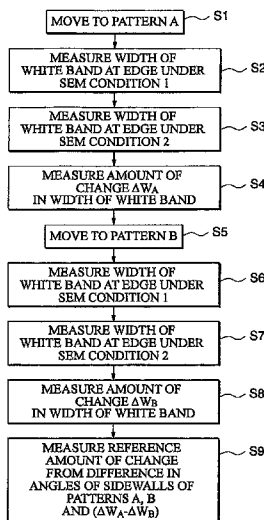 MOVE TO PATTERN A
S1
MEASURE WIDTH OF
WHITE BAND AT EDGE UNDER
SEM CONDITION 1
S2
MEASURE WIDTH OF
WHITE BAND AT EDGE UNDER
SEM CONDITION 2
S3
MEASURE AMOUNT OF
CHANGE ΔWA
IN WIDTH OF WHITE BAND
S4
MOVE TO PATTERN B
S5
MEASURE WIDTH OF
WHITE BAND AT EDGE UNDER
SEM CONDITION 1
S6
MEASURE WIDTH OF
WHITE BAND AT EDGE UNDER
SEM CONDITION 2
S7
MEASURE AMOUNT OF
CHANGE ΔWB
IN WIDTH OF WHITE BAND
S8
MEASURE REFERENCE
AMOUNT OF CHANGE
FROM DIFFERENCE IN
ANGLES OF SIDEWALLS OF
PATTERNS A, B
AND (ΔWA-ΔWB)
S9